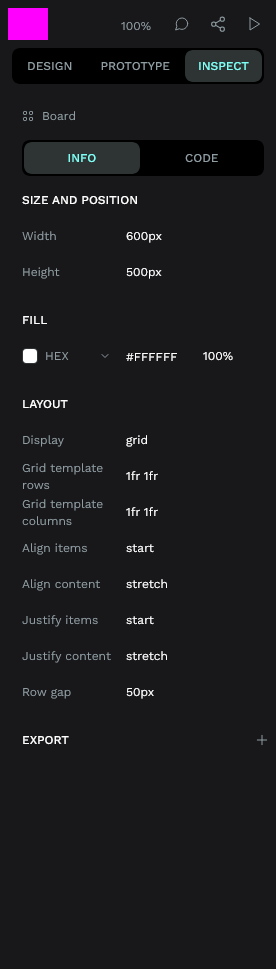 100%
DESIGN PROTOTYPE INSPECT
Board
INFO CODE
SIZE AND POSITION
Width 600px
Height 500px
FILL
HEX #FFFFFF 100%
LAYOUT
Display grid
Grid template
rows 1fr 1fr
Grid template
columns 1fr 1fr
Align items start
Align content stretch
Justify items start
Justify content stretch
Row gap 50px
EXPORT